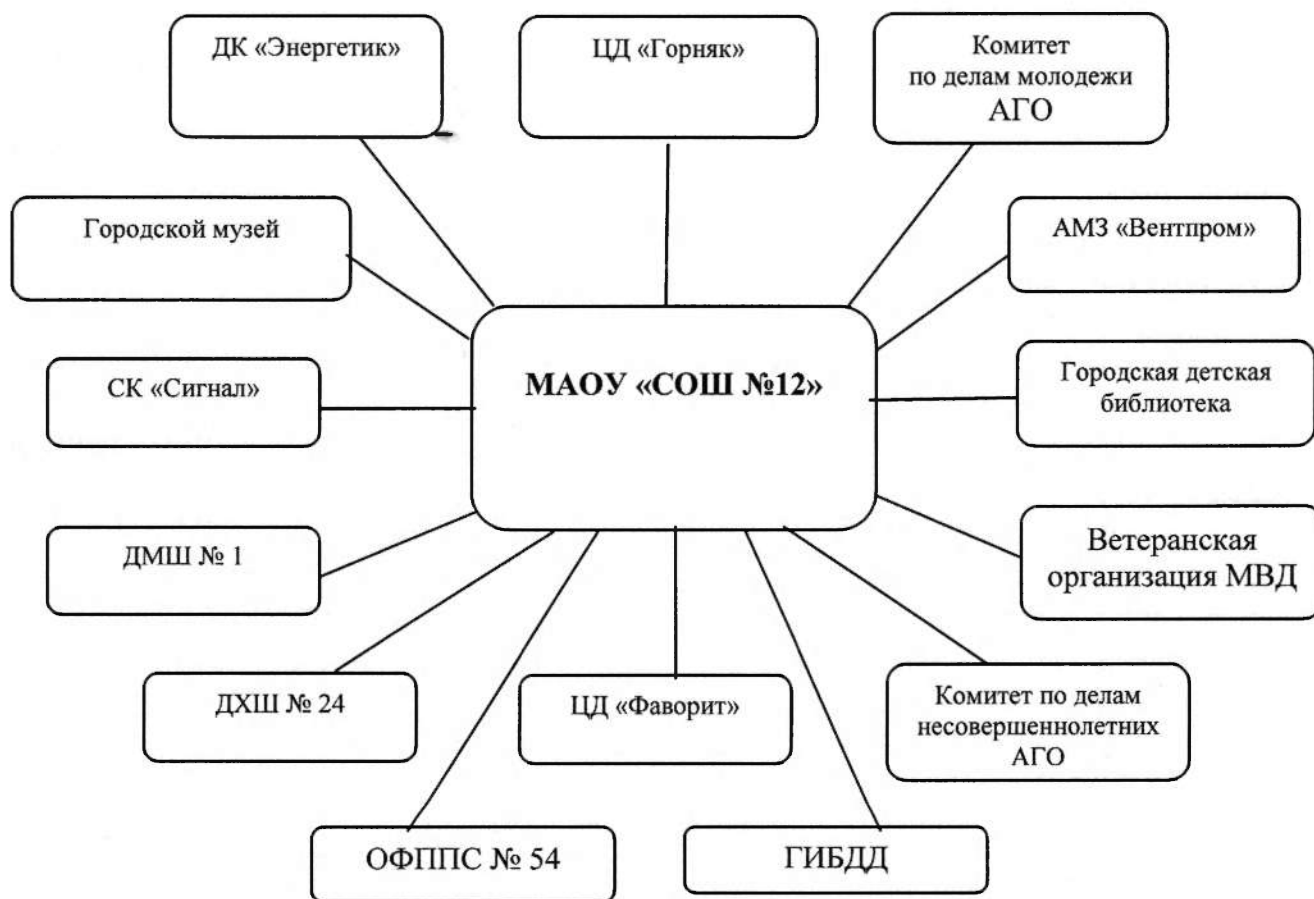 ДК «Энергетик»
ЦД «Горняк»
Комитет
по делам молодежи
АГО
Городской музей
АМЗ «Вентпром»
СК «Сигнал»
МАОУ «СОШ №12»
Городская детская
библиотека
ДМШ № 1
Ветеранская
организация МВД
ДХШ № 24
ЦД «Фаворит»
Комитет по делам
несовершеннолетних
АГО
ОФППС № 54
ГИБДД